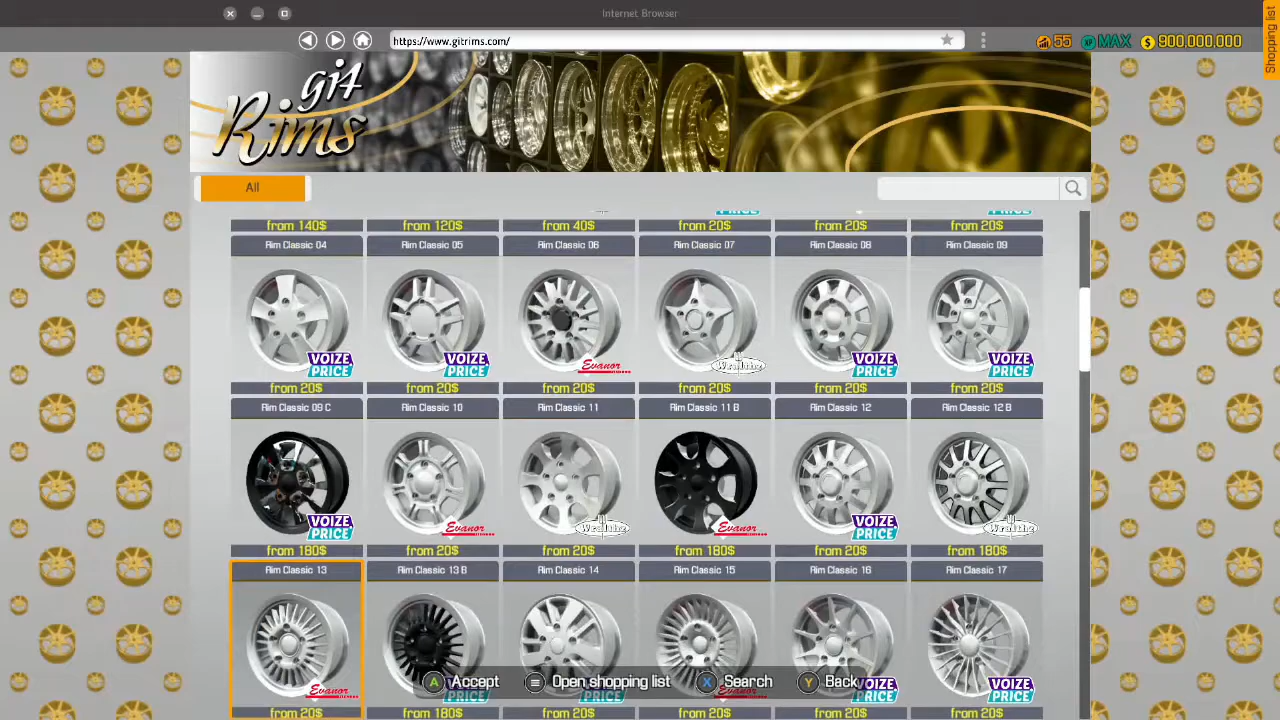 Internet Browser
https://www.gitrims.com/
55 XP MAX $ 900,000,000
Shopping list
git
Rims
All
from 140$ from 120$ from 40$ from 20$ from 20$ from 20$
Rim Classic 04 Rim Classic 05 Rim Classic 06 Rim Classic 07 Rim Classic 08 Rim Classic 09
VOIZE PRICE VOIZE PRICE Evanor VOIZE PRICE VOIZE PRICE
from 20$ from 20$ from 20$ from 20$ from 20$ from 20$
Rim Classic 09 C Rim Classic 10 Rim Classic 11 Rim Classic 11 B Rim Classic 12 Rim Classic 12 B
VOIZE PRICE Evanor Evanor VOIZE PRICE
from 180$ from 20$ from 20$ from 180$ from 20$ from 180$
Rim Classic 13 Rim Classic 13 B Rim Classic 14 Rim Classic 15 Rim Classic 16 Rim Classic 17
Evanor VOIZE PRICE VOIZE PRICE
A Accept Open shopping list X Search Y Back
from 20$ from 180$ from 20$ from 20$ from 20$ from 20$